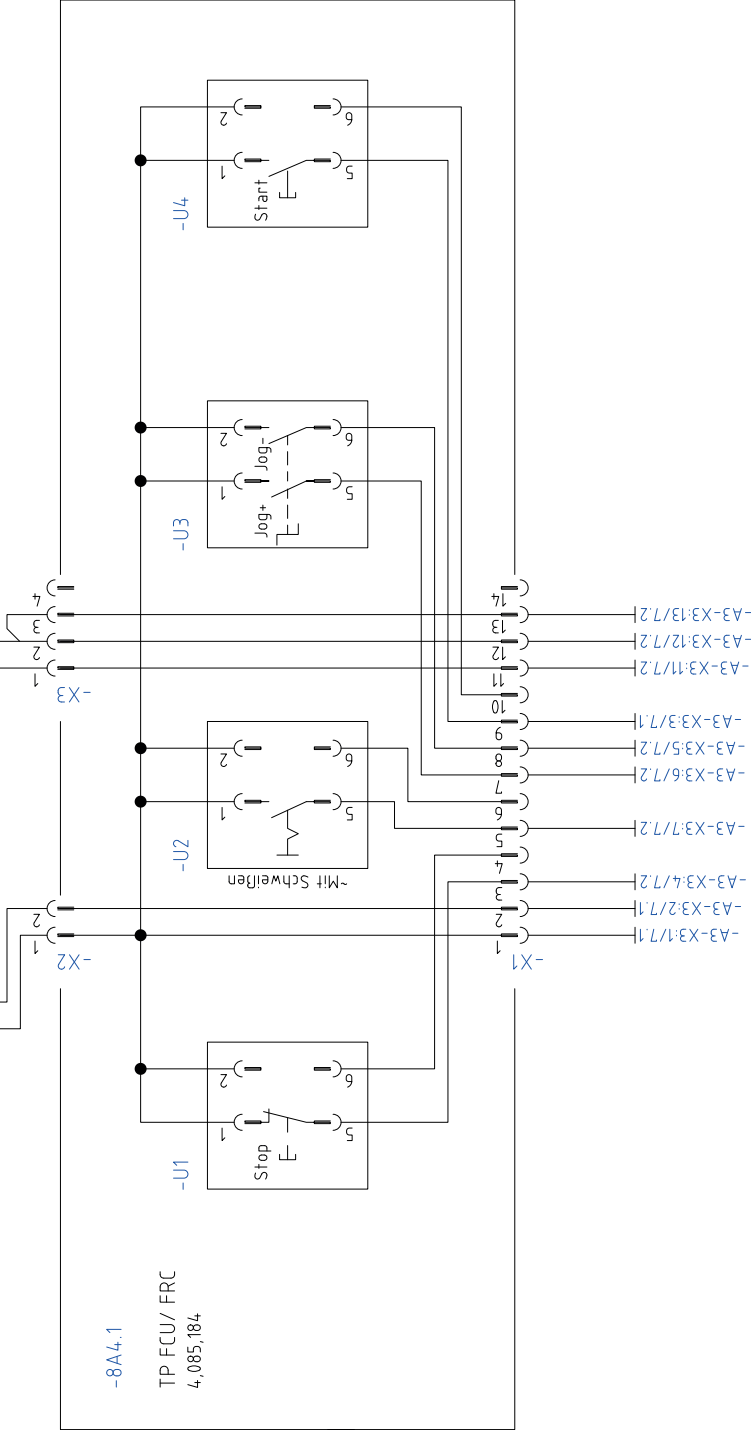 -8A4.1
TP FCU/ FRC
4,085,184
-U1
Stop
1
2
5
6
-U2
~Mit Schweißen
1
2
5
6
-U3
Jog+
Jog-
1
2
5
6
-U4
Start
1
2
5
6
-X2
1
2
-X3
1
2
3
4
-X1
1
2
3
4
5
6
7
8
9
10
11
12
13
14
-A3-X3:1/7.1
-A3-X3:2/7.1
-A3-X3:4/7.2
-A3-X3:7/7.2
-A3-X3:6/7.2
-A3-X3:5/7.2
-A3-X3:3/7.1
-A3-X3:11/7.2
-A3-X3:12/7.2
-A3-X3:13/7.2